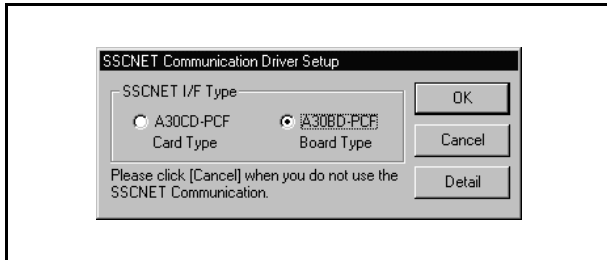 SSCNET Communication Driver Setup
SSCNET I/F Type
A30CD-PCF
Card Type
A30BD-PCF
Board Type
OK
Cancel
Please click [Cancel] when you do not use the
SSCNET Communication.
Detail